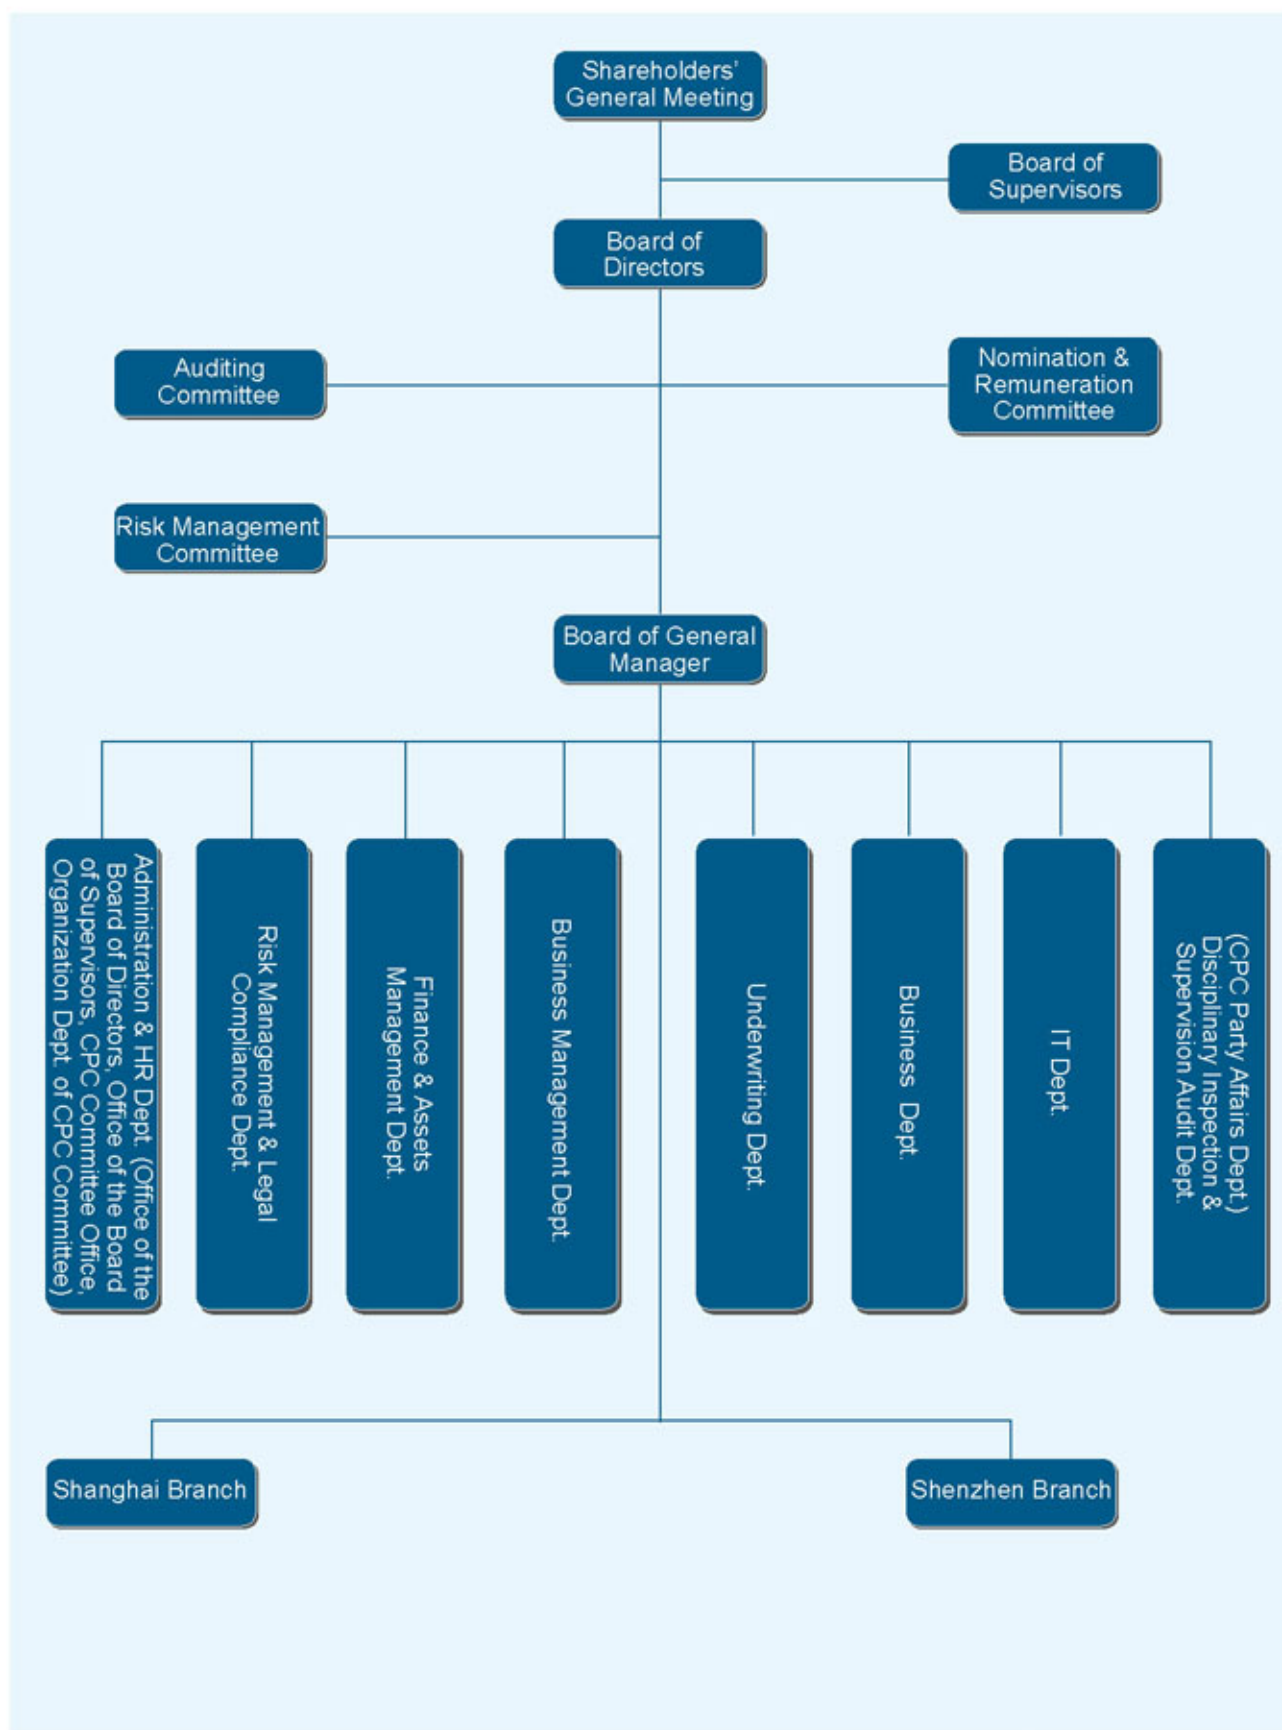 Shareholders'
General Meeting
Board of
Supervisors
Board of
Directors
Auditing
Committee
Nomination &
Remuneration
Committee
Risk Management
Committee
Board of General
Manager
Administration & HR Dept. (Office of the
Board of Directors, Office of the Board
of Supervisors, CPC Committee Office,
Organization Dept. of CPC Committee)
Risk Management & Legal
Compliance Dept.
Finance & Assets
Management Dept.
Business Management Dept.
Underwriting Dept.
Business Dept.
IT Dept.
(CPC Party Affairs Dept.)
Disciplinary Inspection &
Supervision Audit Dept.
Shanghai Branch
Shenzhen Branch